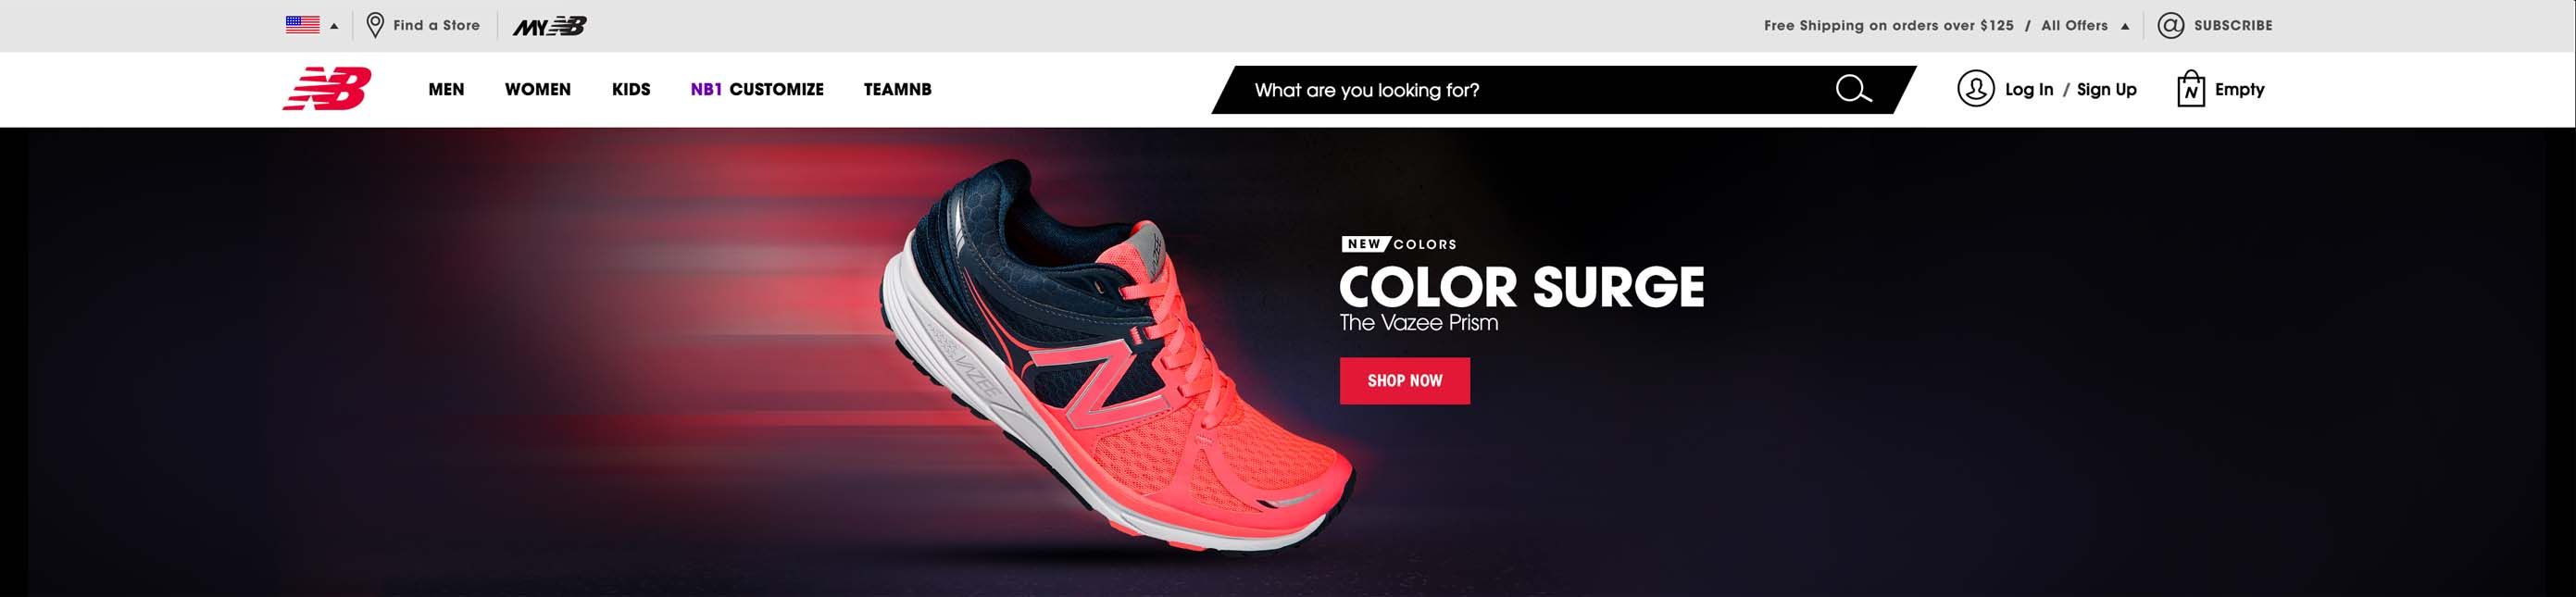 Find a Store
MY NB
Free Shipping on orders over $125 / All Offers
SUBSCRIBE
NB
MEN
WOMEN
KIDS
NB1 CUSTOMIZE
TEAMNB
What are you looking for?
Log In / Sign Up
N
Empty
NEW COLORS
COLOR SURGE
The Vazee Prism
SHOP NOW
VAZEE
N